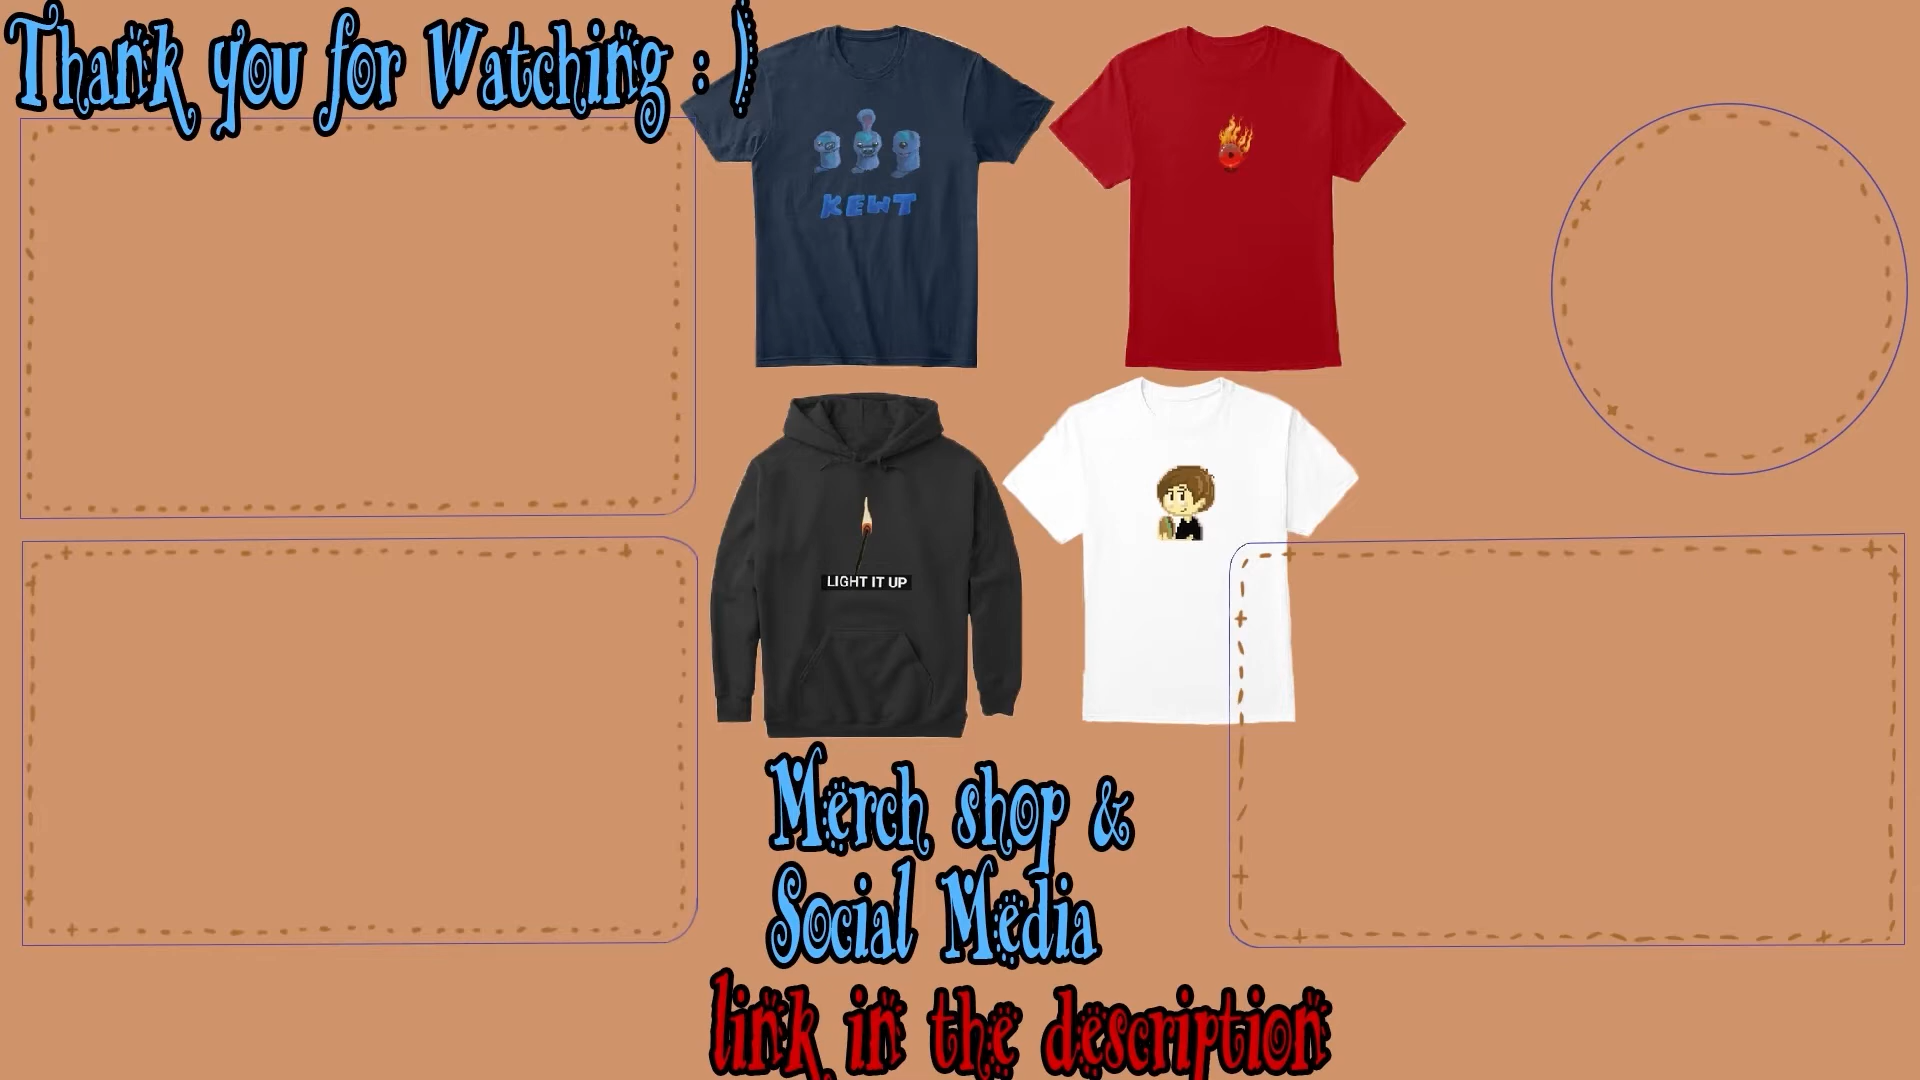 Thank you for Watching : )
KEWT
LIGHT IT UP
Merch shop &
Social Media
link in the description